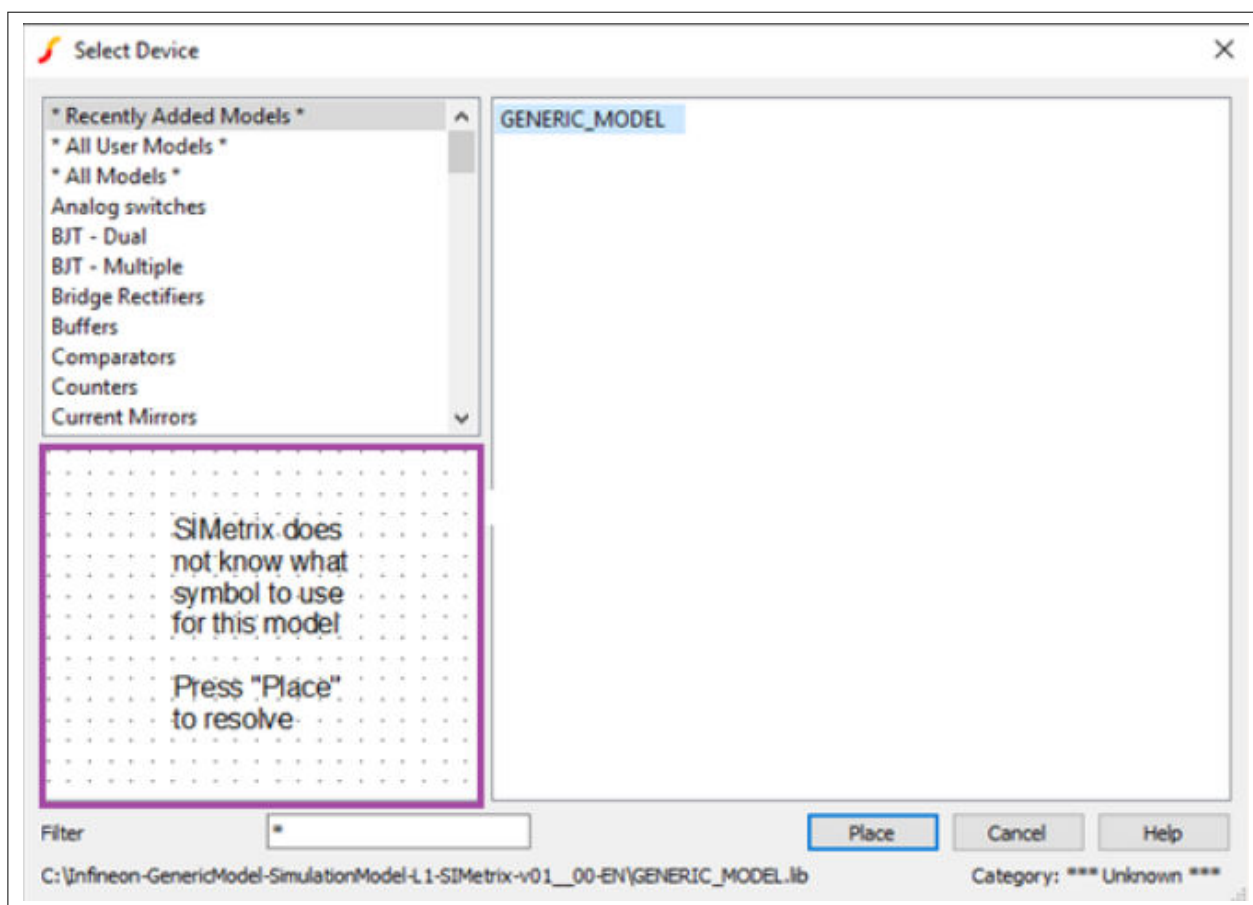 Select Device
* Recently Added Models *
* All User Models *
* All Models *
Analog switches
BJT - Dual
BJT - Multiple
Bridge Rectifiers
Buffers
Comparators
Counters
Current Mirrors
GENERIC_MODEL
SIMetrix does
not know what
symbol to use
for this model
Press "Place"
to resolve
Filter
*
Place
Cancel
Help
C:\Infineon-GenericModel-SimulationModel-L1-SIMetrix-v01__00-EN\GENERIC_MODEL.lib
Category: *** Unknown ***